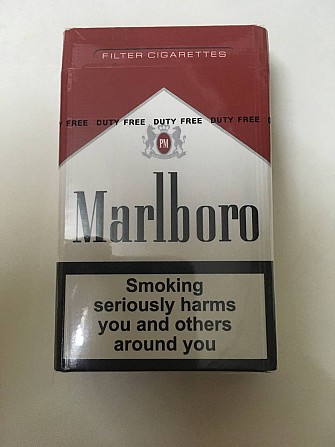 FILTER CIGARETTES
FREE DUTY FREE DUTY FREE DUTY FREE
PM
Marlboro
Smoking
seriously harms
you and others
around you